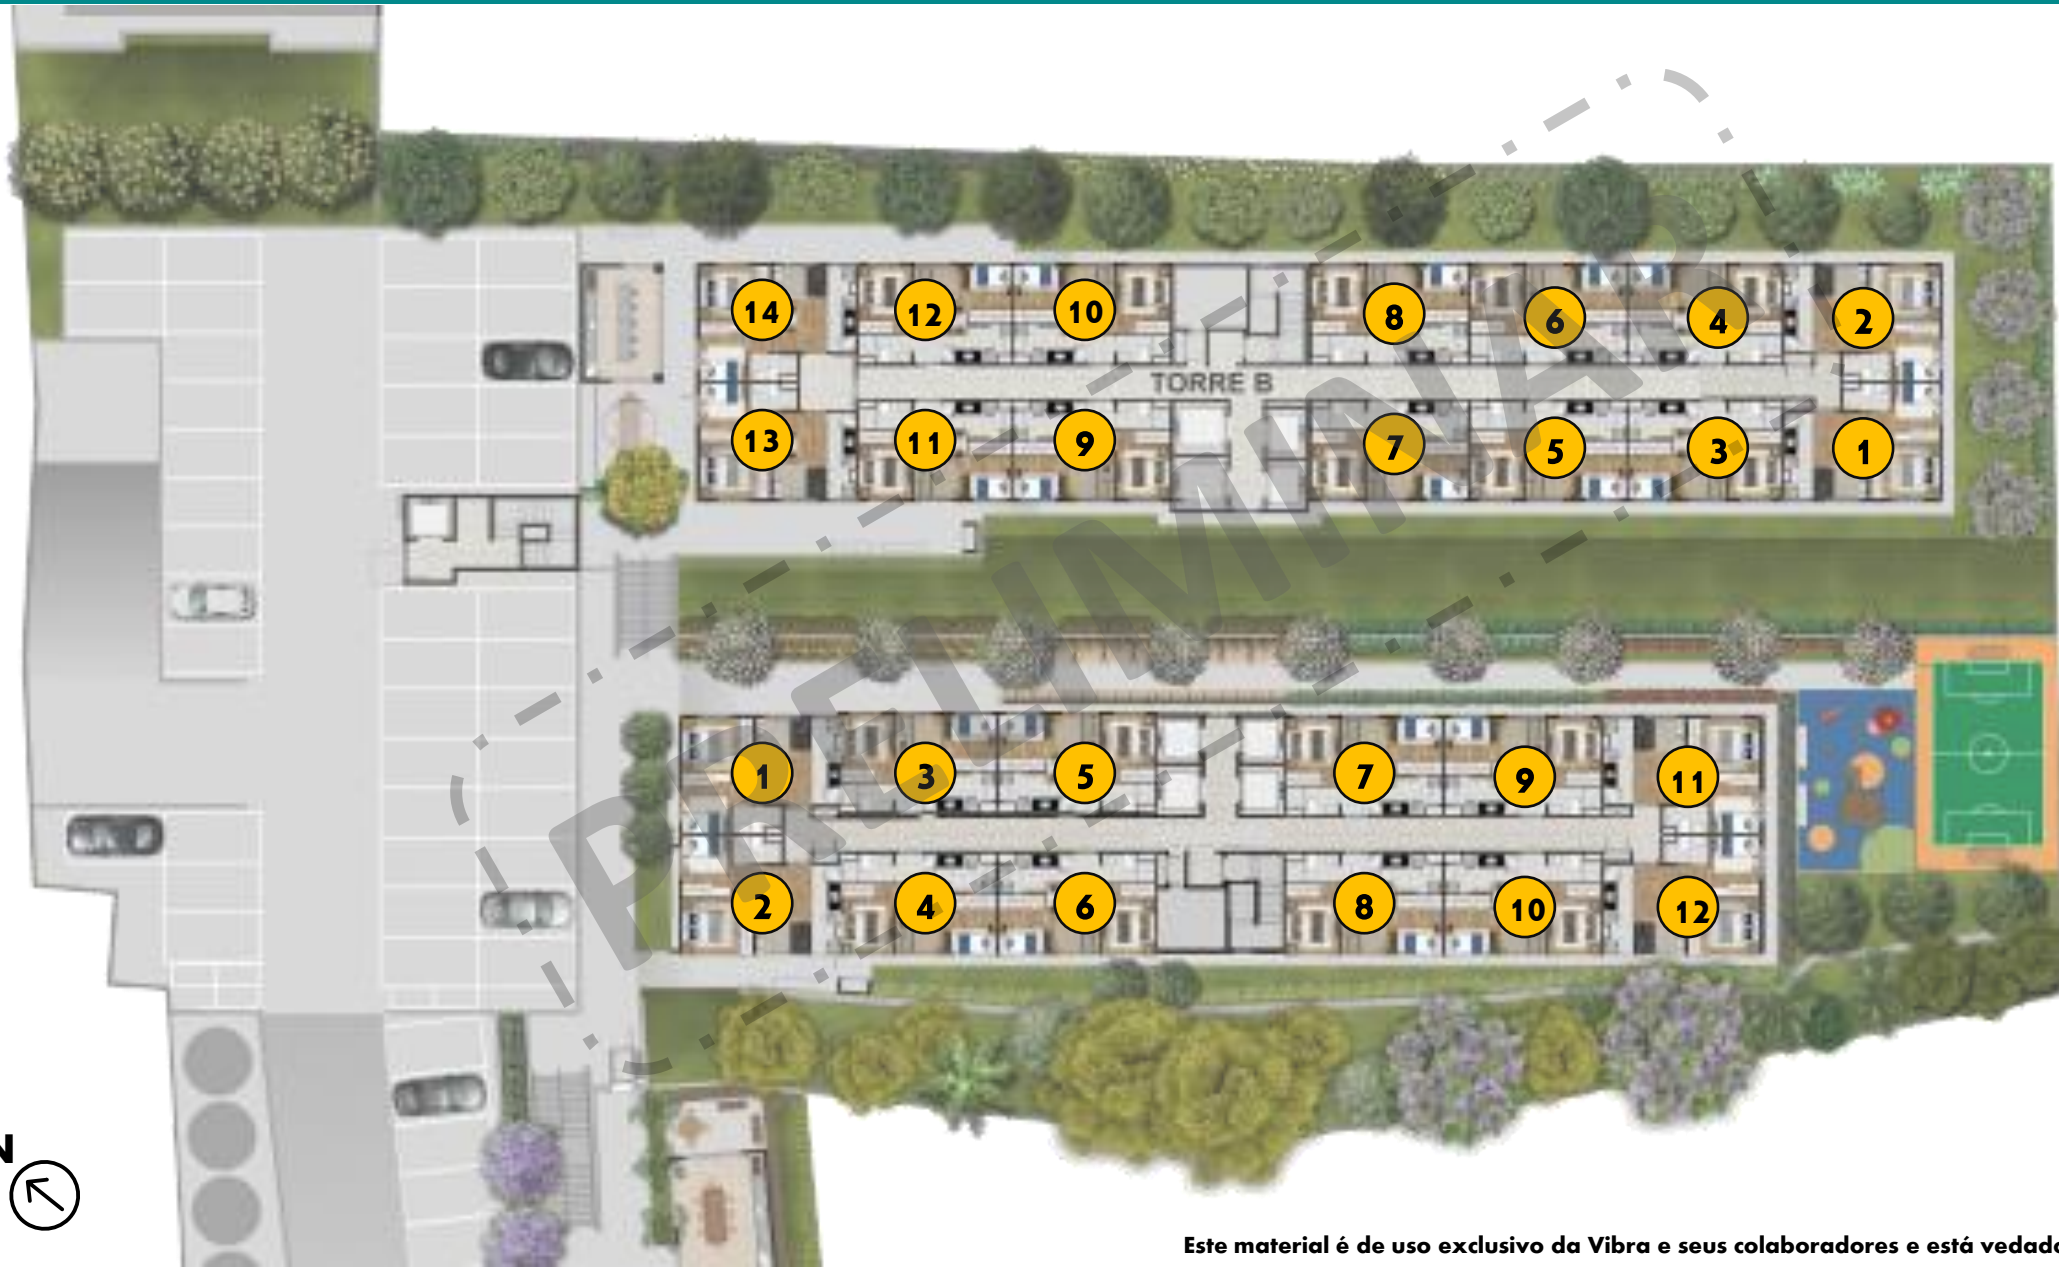 14 12 10 8 6 4 2
TORRE B
13 11 9 7 5 3 1
PRELIMINAR
1 3 5 7 9 11
2 4 6 8 10 12
N
Este material é de uso exclusivo da Vibra e seus colaboradores e está vedado